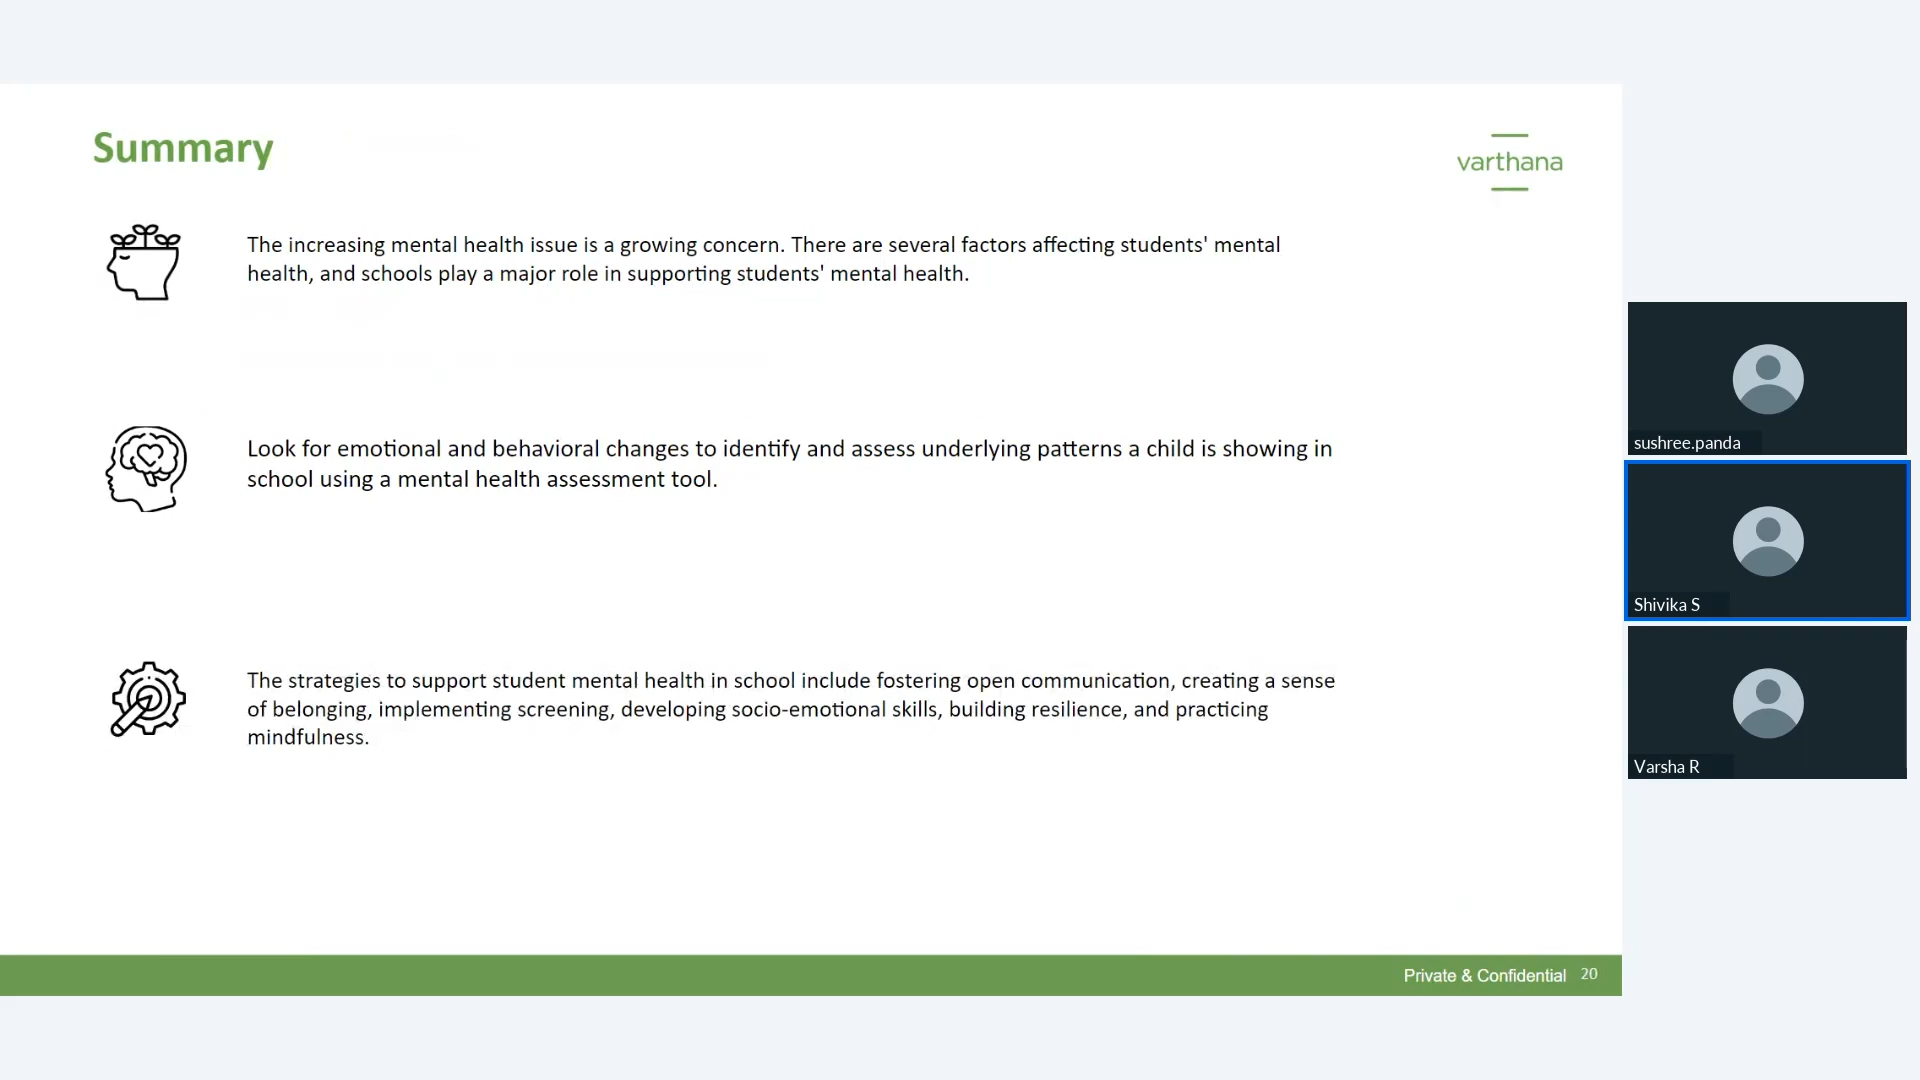 Summary
varthana
The increasing mental health issue is a growing concern. There are several factors affecting students' mental
health, and schools play a major role in supporting students' mental health.
Look for emotional and behavioral changes to identify and assess underlying patterns a child is showing in
school using a mental health assessment tool.
The strategies to support student mental health in school include fostering open communication, creating a sense
of belonging, implementing screening, developing socio-emotional skills, building resilience, and practicing
mindfulness.
Private & Confidential 20
sushree.panda
Shivika S
Varsha R